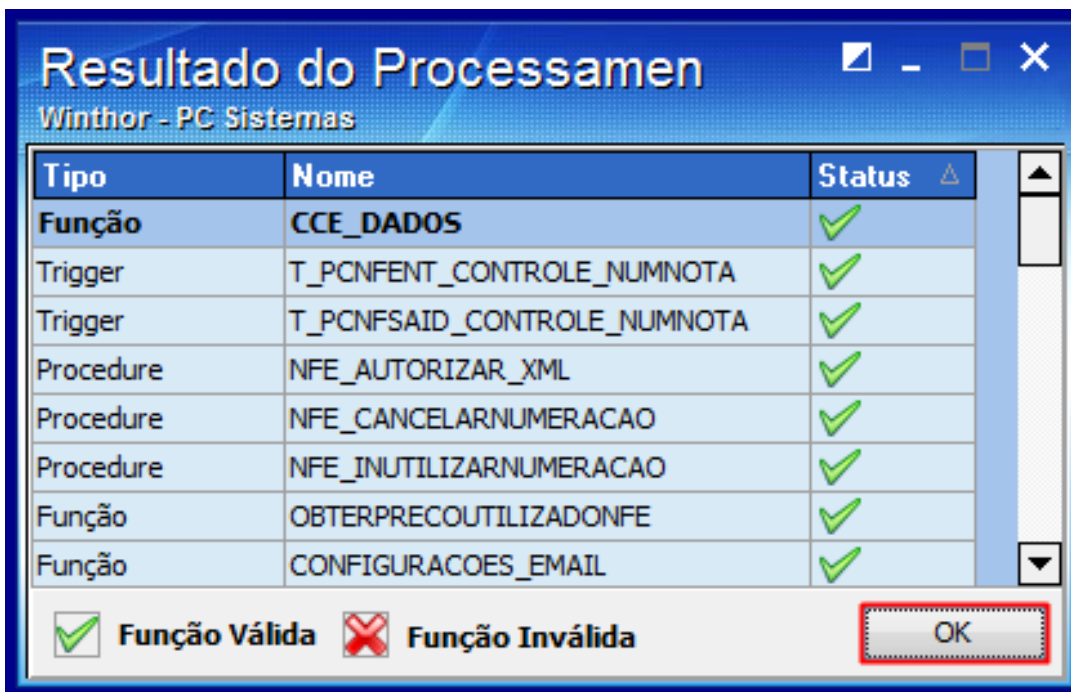 Resultado do Processamen
Winthor - PC Sistemas
Tipo Nome Status
Função CCE_DADOS
Trigger T_PCNFENT_CONTROLE_NUMNOTA
Trigger T_PCNFSAID_CONTROLE_NUMNOTA
Procedure NFE_AUTORIZAR_XML
Procedure NFE_CANCELARNUMERACAO
Procedure NFE_INUTILIZARNUMERACAO
Função OBTERPRECOUTILIZADONFE
Função CONFIGURACOES_EMAIL
Função Válida Função Inválida OK